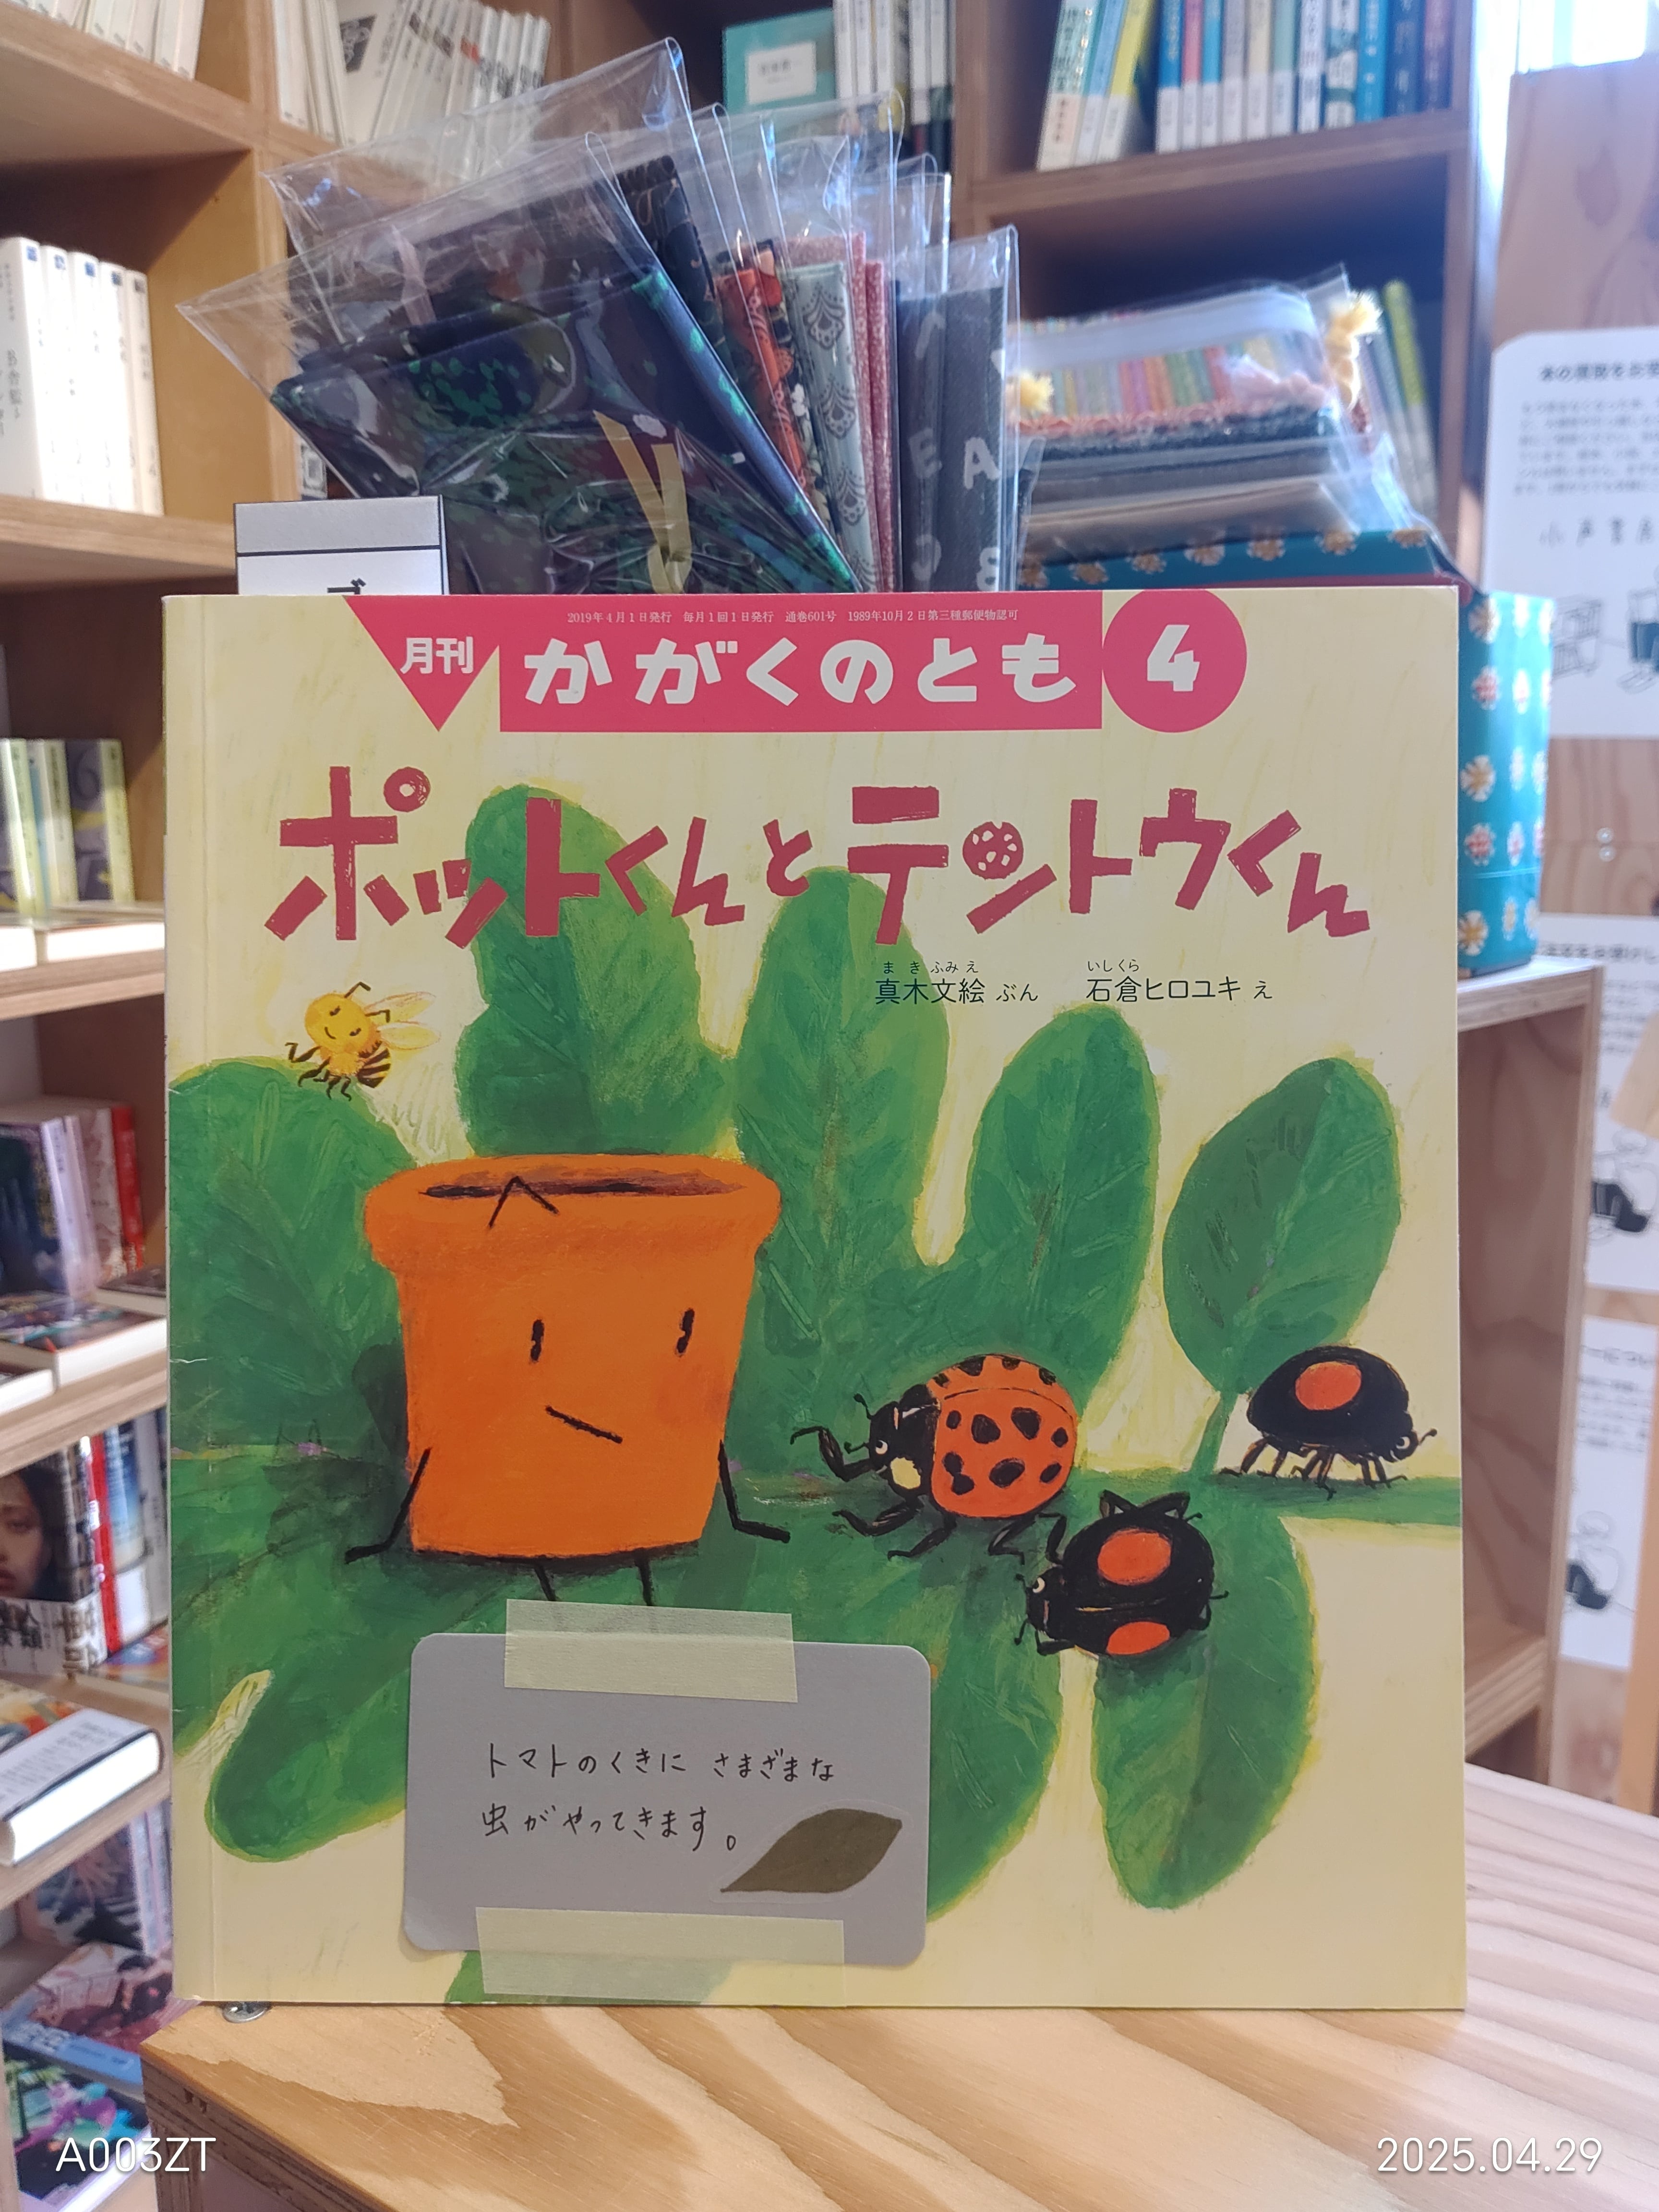 2019年4月1日発行 毎月1回1日発行 通巻601号 1989年10月2日第三種郵便物認可
月刊
かがくのとも
4
ポットくんとテントウくん
まきふみえ いしくら
真木文絵 ぶん 石倉ヒロユキ え
トマトのくきに さまざまな
虫がやってきます。
A003ZT
2025.04.29